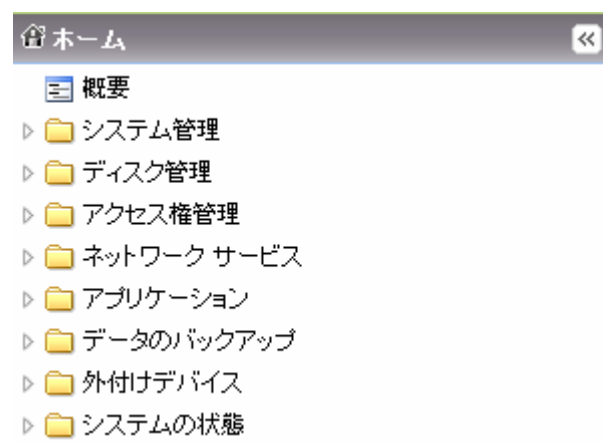 ホーム
概要
システム管理
ディスク管理
アクセス権管理
ネットワーク サービス
アプリケーション
データのバックアップ
外付けデバイス
システムの状態